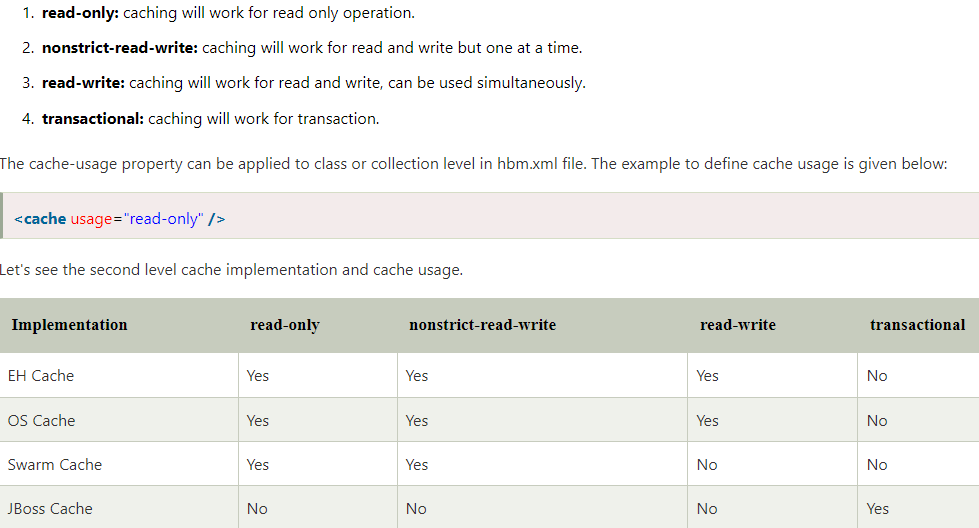 1. read-only: caching will work for read only operation.
2. nonstrict-read-write: caching will work for read and write but one at a time.
3. read-write: caching will work for read and write, can be used simultaneously.
4. transactional: caching will work for transaction.
The cache-usage property can be applied to class or collection level in hbm.xml file. The example to define cache usage is given below:
<cache usage="read-only" />
Let's see the second level cache implementation and cache usage.
Implementation read-only nonstrict-read-write read-write transactional
EH Cache Yes Yes Yes No
OS Cache Yes Yes Yes No
Swarm Cache Yes Yes No No
JBoss Cache No No No Yes